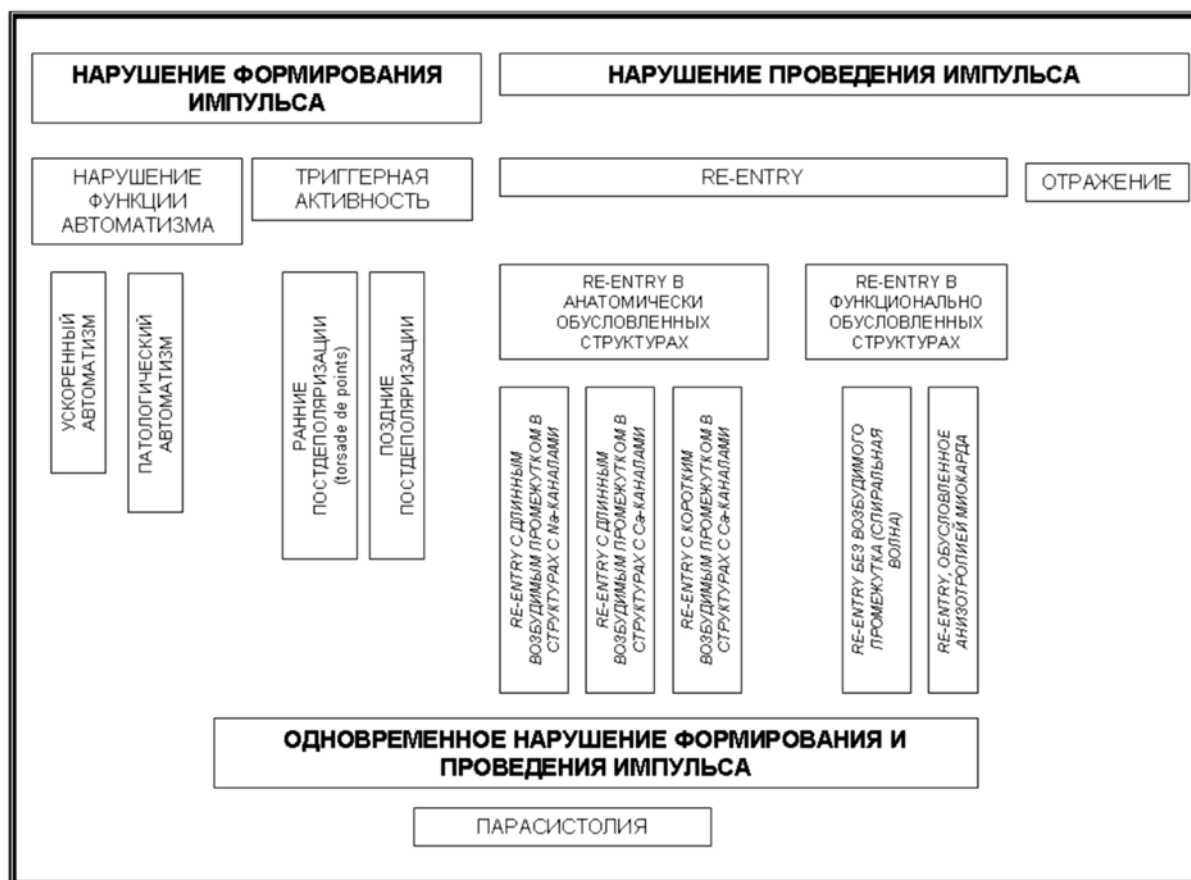 НАРУШЕНИЕ ФОРМИРОВАНИЯ
ИМПУЛЬСА
НАРУШЕНИЕ ПРОВЕДЕНИЯ ИМПУЛЬСА
НАРУШЕНИЕ
ФУНКЦИИ
АВТОМАТИЗМА
ТРИГГЕРНАЯ
АКТИВНОСТЬ
RE-ENTRY
ОТРАЖЕНИЕ
УСКОРЕННЫЙ
АВТОМАТИЗМ
ПАТОЛОГИЧЕСКИЙ
АВТОМАТИЗМ
РАННИЕ
ПОСТДЕПОЛЯРИЗАЦИИ
(torsade de points)
ПОЗДНИЕ
ПОСТДЕПОЛЯРИЗАЦИИ
RE-ENTRY В
АНАТОМИЧЕСКИ
ОБУСЛОВЛЕННЫХ
СТРУКТУРАХ
RE-ENTRY В
ФУНКЦИОНАЛЬНО
ОБУСЛОВЛЕННЫХ
СТРУКТУРАХ
RE-ENTRY С ДЛИННЫМ
ВОЗБУДИМЫМ ПРОМЕЖУТКОМ В
СТРУКТУРАХ С Na-КАНАЛАМИ
RE-ENTRY С ДЛИННЫМ
ВОЗБУДИМЫМ ПРОМЕЖУТКОМ В
СТРУКТУРАХ С Ca-КАНАЛАМИ
RE-ENTRY С КОРОТКИМ
ВОЗБУДИМЫМ ПРОМЕЖУТКОМ В
СТРУКТУРАХ С Ca-КАНАЛАМИ
RE-ENTRY БЕЗ ВОЗБУДИМОГО
ПРОМЕЖУТКА (СПИРАЛЬНАЯ
ВОЛНА)
RE-ENTRY, ОБУСЛОВЛЕННОЕ
АНИЗОТРОПИЕЙ МИОКАРДА
ОДНОВРЕМЕННОЕ НАРУШЕНИЕ ФОРМИРОВАНИЯ И
ПРОВЕДЕНИЯ ИМПУЛЬСА
ПАРАСИСТОЛИЯ